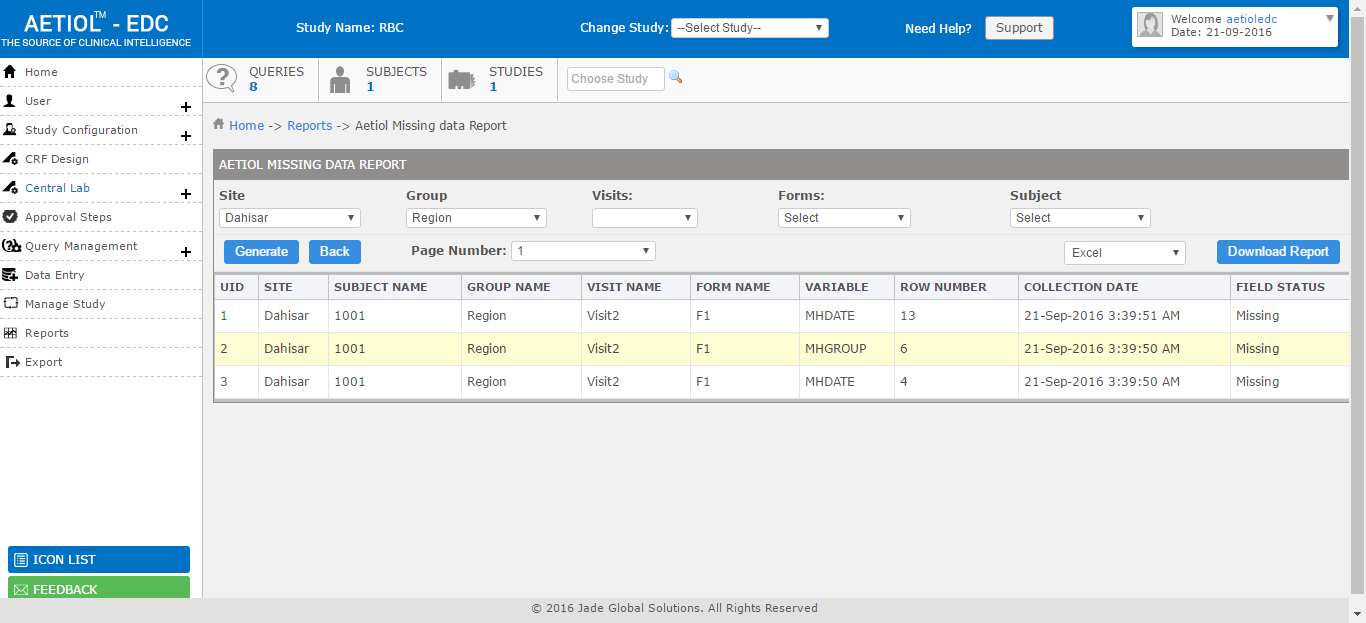 AETIOL™ - EDC
THE SOURCE OF CLINICAL INTELLIGENCE
Study Name: RBC
Change Study: --Select Study--
Need Help? Support
Welcome aetioledc
Date: 21-09-2016
Home
User
Study Configuration
CRF Design
Central Lab
Approval Steps
Query Management
Data Entry
Manage Study
Reports
Export
ICON LIST
FEEDBACK
QUERIES
8
SUBJECTS
1
STUDIES
1
Choose Study
Home -> Reports -> Aetiol Missing data Report
AETIOL MISSING DATA REPORT
Site Group Visits: Forms: Subject
Dahisar Region Select Select
Generate Back Page Number: 1 Excel Download Report
UID SITE SUBJECT NAME GROUP NAME VISIT NAME FORM NAME VARIABLE ROW NUMBER COLLECTION DATE FIELD STATUS
1 Dahisar 1001 Region Visit2 F1 MHDATE 13 21-Sep-2016 3:39:51 AM Missing
2 Dahisar 1001 Region Visit2 F1 MHGROUP 6 21-Sep-2016 3:39:50 AM Missing
3 Dahisar 1001 Region Visit2 F1 MHDATE 4 21-Sep-2016 3:39:50 AM Missing
© 2016 Jade Global Solutions. All Rights Reserved